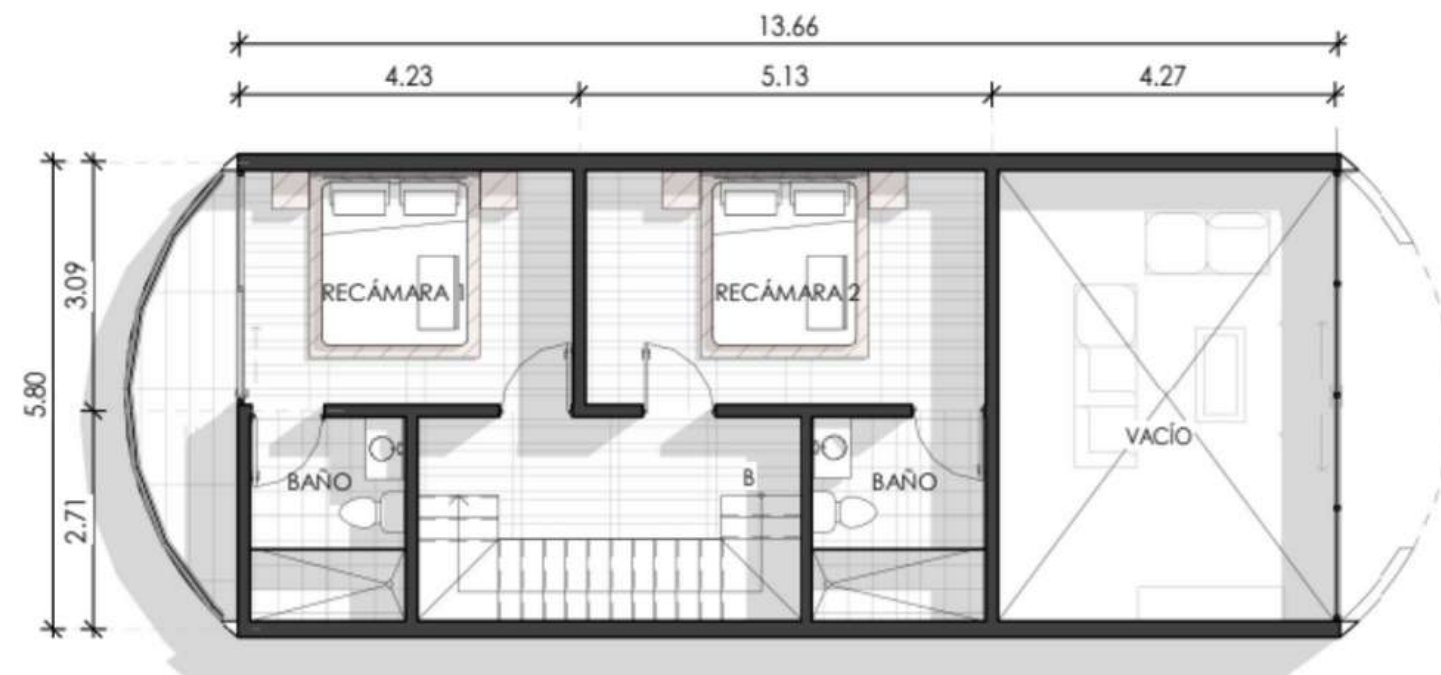 13.66
4.23
5.13
4.27
3.09
5.80
2.71
RECÁMARA 1
RECÁMARA 2
VACÍO
BAÑO
B
BAÑO